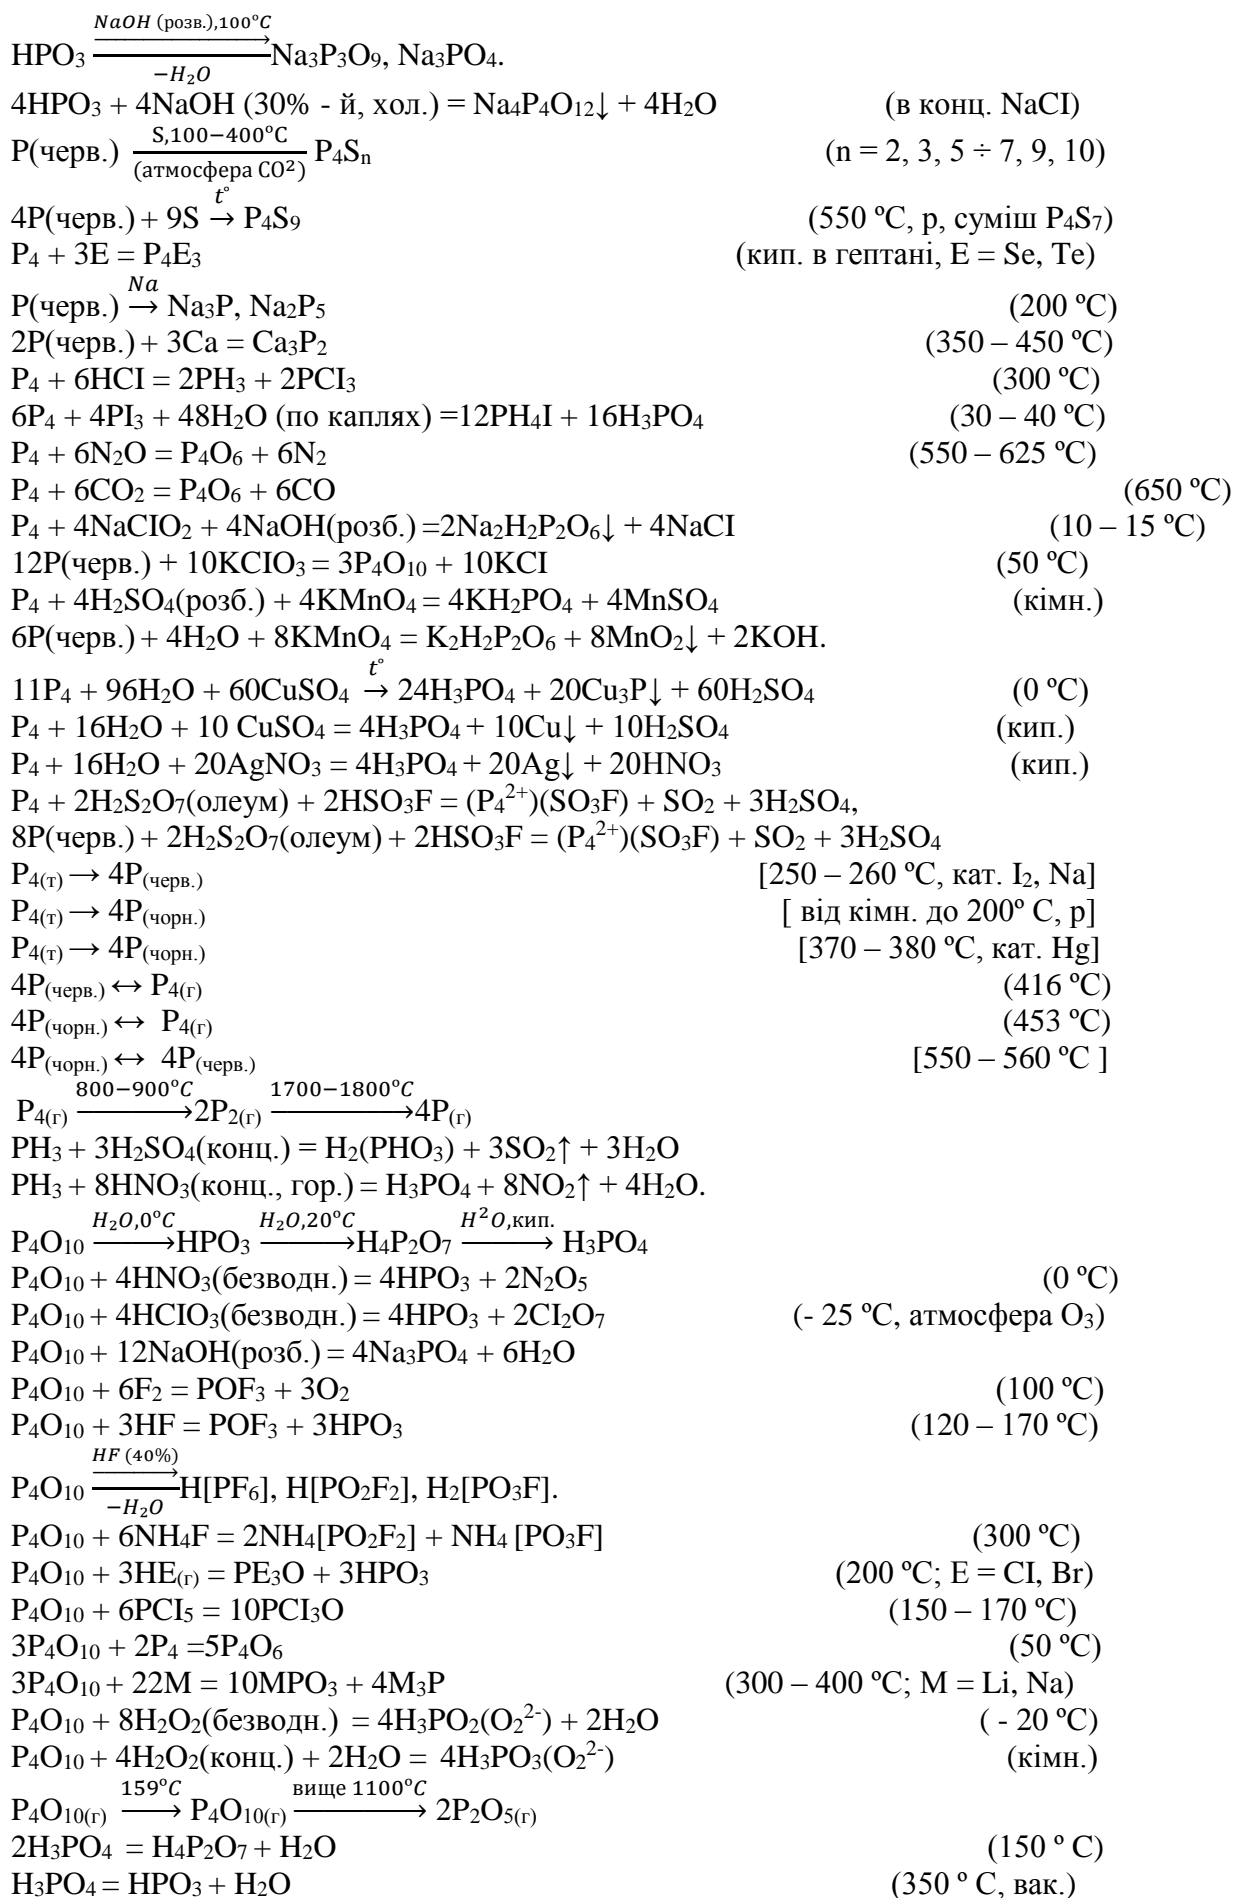 HPO₃ NaOH (розв.),100°C −H₂O Na₃P₃O₉, Na₃PO₄.
4HPO₃ + 4NaOH (30% - й, хол.) = Na₄P₄O₁₂↓ + 4H₂O (в конц. NaCI)
P(черв.) S,100−400°C (атмосфера CO²) P₄Sₙ (n = 2, 3, 5 ÷ 7, 9, 10)
4P(черв.) + 9S t° → P₄S₉ (550 ºC, p, суміш P₄S₇)
P₄ + 3E = P₄E₃ (кип. в гептані, E = Se, Te)
P(черв.) Na → Na₃P, Na₂P₅ (200 ºC)
2P(черв.) + 3Ca = Ca₃P₂ (350 – 450 ºC)
P₄ + 6HCI = 2PH₃ + 2PCI₃ (300 ºC)
6P₄ + 4PI₃ + 48H₂O (по каплях) =12PH₄I + 16H₃PO₄ (30 – 40 ºC)
P₄ + 6N₂O = P₄O₆ + 6N₂ (550 – 625 ºC)
P₄ + 6CO₂ = P₄O₆ + 6CO (650 ºC)
P₄ + 4NaCIO₂ + 4NaOH(розб.) =2Na₂H₂P₂O₆↓ + 4NaCI (10 – 15 ºC)
12P(черв.) + 10KCIO₃ = 3P₄O₁₀ + 10KCI (50 ºC)
P₄ + 4H₂SO₄(розб.) + 4KMnO₄ = 4KH₂PO₄ + 4MnSO₄ (кімн.)
6P(черв.) + 4H₂O + 8KMnO₄ = K₂H₂P₂O₆ + 8MnO₂↓ + 2KOH.
11P₄ + 96H₂O + 60CuSO₄ t° → 24H₃PO₄ + 20Cu₃P↓ + 60H₂SO₄ (0 ºC)
P₄ + 16H₂O + 10 CuSO₄ = 4H₃PO₄ + 10Cu↓ + 10H₂SO₄ (кип.)
P₄ + 16H₂O + 20AgNO₃ = 4H₃PO₄ + 20Ag↓ + 20HNO₃ (кип.)
P₄ + 2H₂S₂O₇(олеум) + 2HSO₃F = (P₄²⁺)(SO₃F) + SO₂ + 3H₂SO₄,
8P(черв.) + 2H₂S₂O₇(олеум) + 2HSO₃F = (P₄²⁺)(SO₃F) + SO₂ + 3H₂SO₄
P₄₍т₎ → 4P(черв.) [250 – 260 ºC, кат. I₂, Na]
P₄₍т₎ → 4P(чорн.) [ від кімн. до 200º C, p]
P₄₍т₎ → 4P(чорн.) [370 – 380 ºC, кат. Hg]
4P(черв.) ↔ P₄₍г₎ (416 ºC)
4P(чорн.) ↔ P₄₍г₎ (453 ºC)
4P(чорн.) ↔ 4P(черв.) [550 – 560 ºC ]
P₄₍г₎ 800−900°C → 2P₂₍г₎ 1700−1800°C → 4P₍г₎
PH₃ + 3H₂SO₄(конц.) = H₂(PHO₃) + 3SO₂↑ + 3H₂O
PH₃ + 8HNO₃(конц., гор.) = H₃PO₄ + 8NO₂↑ + 4H₂O.
P₄O₁₀ H₂O,0°C → HPO₃ H₂O,20°C → H₄P₂O₇ H²O,кип. → H₃PO₄
P₄O₁₀ + 4HNO₃(безводн.) = 4HPO₃ + 2N₂O₅ (0 ºC)
P₄O₁₀ + 4HCIO₃(безводн.) = 4HPO₃ + 2CI₂O₇ (- 25 ºC, атмосфера O₃)
P₄O₁₀ + 12NaOH(розб.) = 4Na₃PO₄ + 6H₂O
P₄O₁₀ + 6F₂ = POF₃ + 3O₂ (100 ºC)
P₄O₁₀ + 3HF = POF₃ + 3HPO₃ (120 – 170 ºC)
P₄O₁₀ HF (40%) −H₂O H[PF₆], H[PO₂F₂], H₂[PO₃F].
P₄O₁₀ + 6NH₄F = 2NH₄[PO₂F₂] + NH₄ [PO₃F] (300 ºC)
P₄O₁₀ + 3HE₍г₎ = PE₃O + 3HPO₃ (200 ºC; E = CI, Br)
P₄O₁₀ + 6PCI₅ = 10PCI₃O (150 – 170 ºC)
3P₄O₁₀ + 2P₄ =5P₄O₆ (50 ºC)
3P₄O₁₀ + 22M = 10MPO₃ + 4M₃P (300 – 400 ºC; M = Li, Na)
P₄O₁₀ + 8H₂O₂(безводн.) = 4H₃PO₂(O₂²⁻) + 2H₂O ( - 20 ºC)
P₄O₁₀ + 4H₂O₂(конц.) + 2H₂O = 4H₃PO₃(O₂²⁻) (кімн.)
P₄O₁₀₍г₎ 159°C → P₄O₁₀₍г₎ вище 1100°C → 2P₂O₅₍г₎
2H₃PO₄ = H₄P₂O₇ + H₂O (150 º C)
H₃PO₄ = HPO₃ + H₂O (350 º C, вак.)